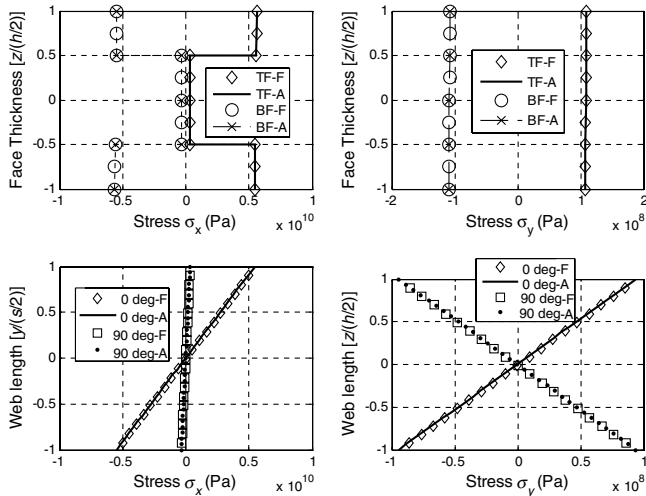 Face Thickness [z/(h/2)]
1
0.5
0
-0.5
-1
TF-F
TF-A
BF-F
BF-A
-1 -0.5 0 0.5 1
Stress σx (Pa)
x 10^10
Face Thickness [z/(h/2)]
1
0.5
0
-0.5
-1
TF-F
TF-A
BF-F
BF-A
-2 -1 0 1 2
Stress σy (Pa)
x 10^8
Web length [y/(s/2)]
1
0.5
0
-0.5
-1
0 deg-F
0 deg-A
90 deg-F
90 deg-A
-1 -0.5 0 0.5 1
Stress σx (Pa)
x 10^10
Web length [z/(h/2)]
1
0.5
0
-0.5
-1
0 deg-F
0 deg-A
90 deg-F
90 deg-A
-1 -0.5 0 0.5 1
Stress σy (Pa)
x 10^8